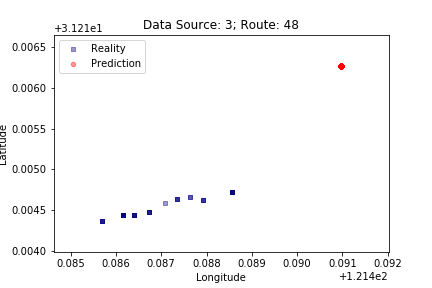 Data Source: 3; Route: 48
+3.121e1
Reality
Prediction
0.0065
0.0060
0.0055
0.0050
0.0045
0.0040
Latitude
0.085 0.086 0.087 0.088 0.089 0.090 0.091 0.092
Longitude
+1.214e2